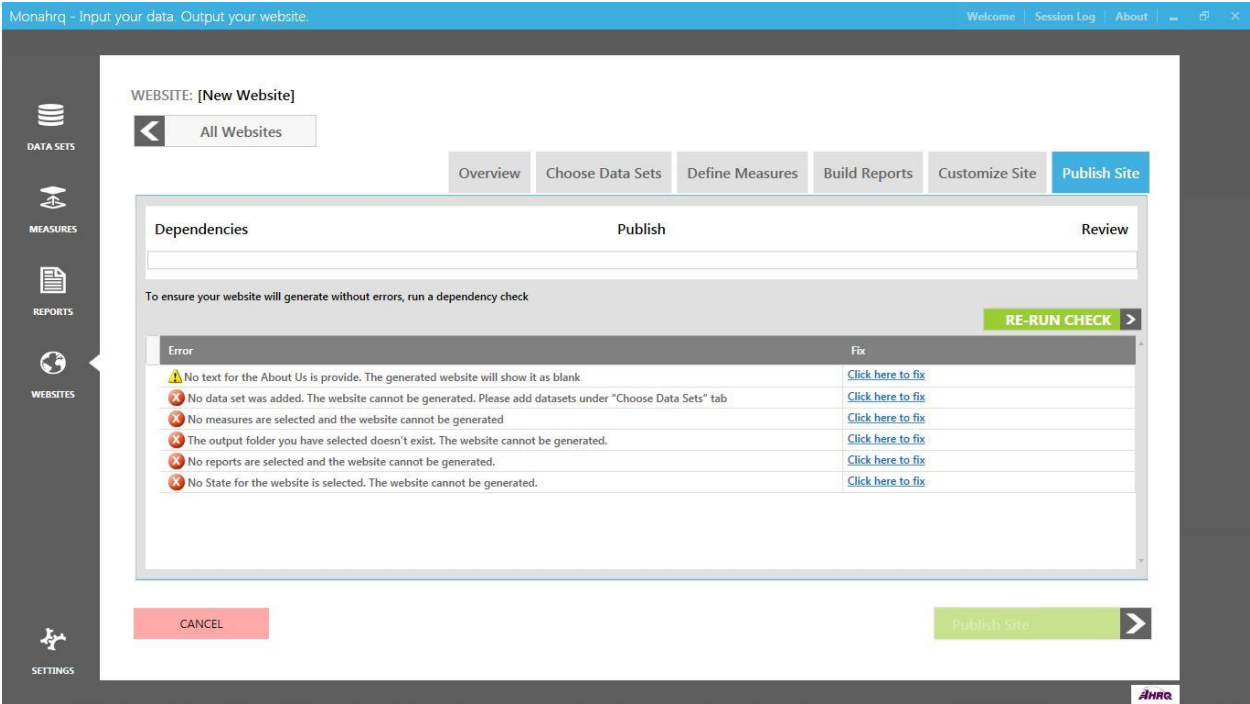 Monahrq - Input your data. Output your website.
Welcome | Session Log | About
WEBSITE: [New Website]
All Websites
DATA SETS
MEASURES
REPORTS
WEBSITES
SETTINGS
Overview Choose Data Sets Define Measures Build Reports Customize Site Publish Site
Dependencies Publish Review
To ensure your website will generate without errors, run a dependency check
RE-RUN CHECK
Error Fix
No text for the About Us is provide. The generated website will show it as blank Click here to fix
No data set was added. The website cannot be generated. Please add datasets under "Choose Data Sets" tab Click here to fix
No measures are selected and the website cannot be generated Click here to fix
The output folder you have selected doesn't exist. The website cannot be generated. Click here to fix
No reports are selected and the website cannot be generated. Click here to fix
No State for the website is selected. The website cannot be generated. Click here to fix
CANCEL Publish Site
AHRQ